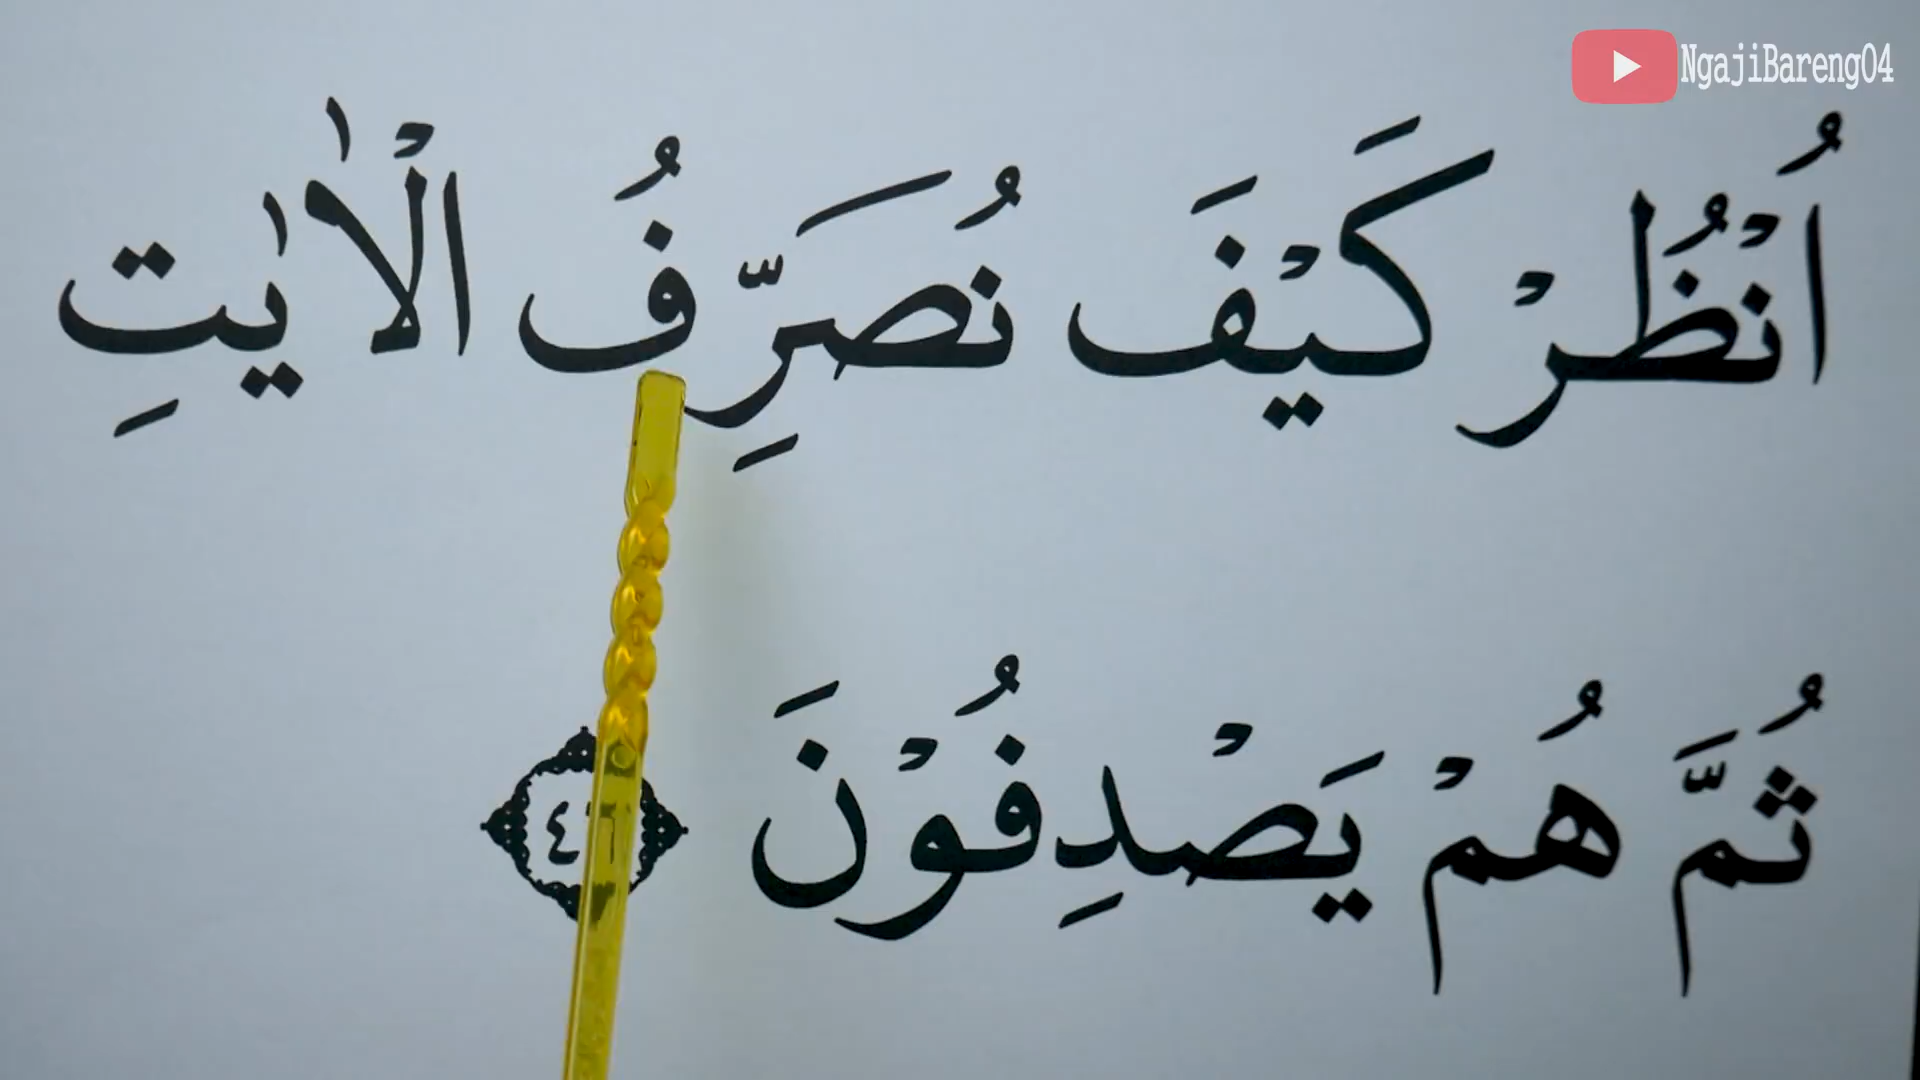 NgajiBareng04
اُنْظُرْ كَيْفَ نُصَرِّفُ الْاٰيٰتِ
ثُمَّ هُمْ يَصْدِفُوْنَ ٤٦